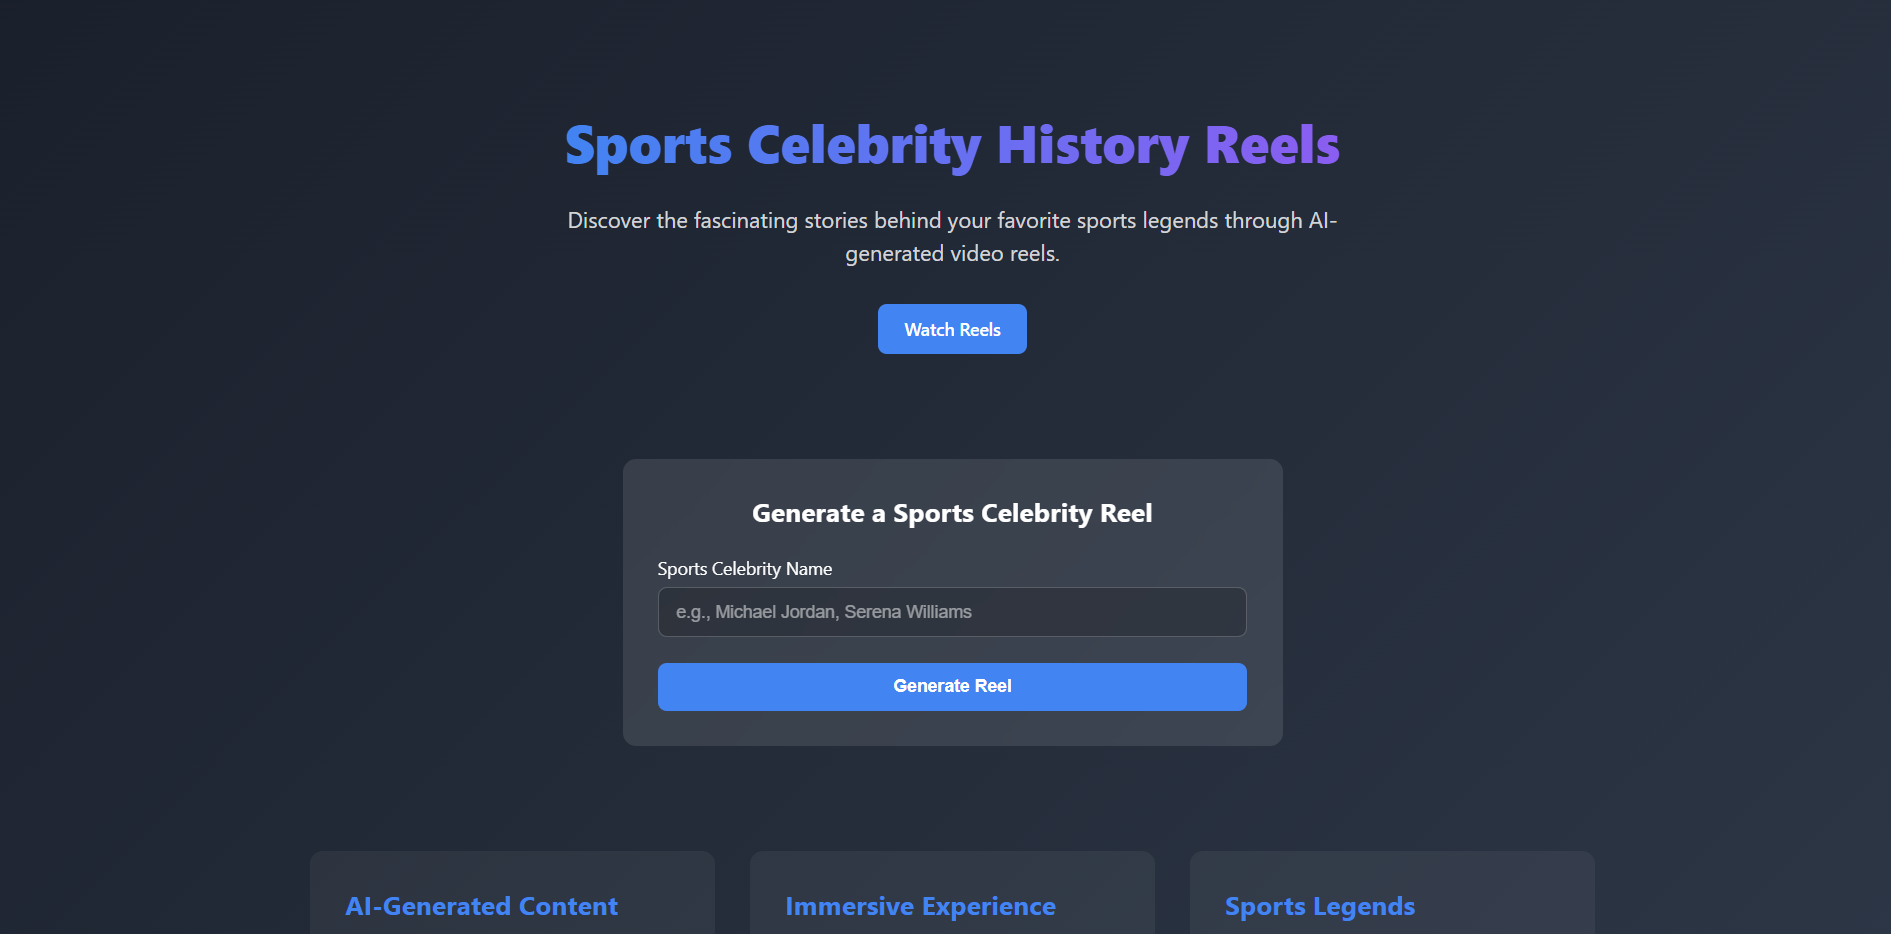 Sports Celebrity History Reels
Discover the fascinating stories behind your favorite sports legends through AI-
generated video reels.
Watch Reels
Generate a Sports Celebrity Reel
Sports Celebrity Name
e.g., Michael Jordan, Serena Williams
Generate Reel
AI-Generated Content
Immersive Experience
Sports Legends